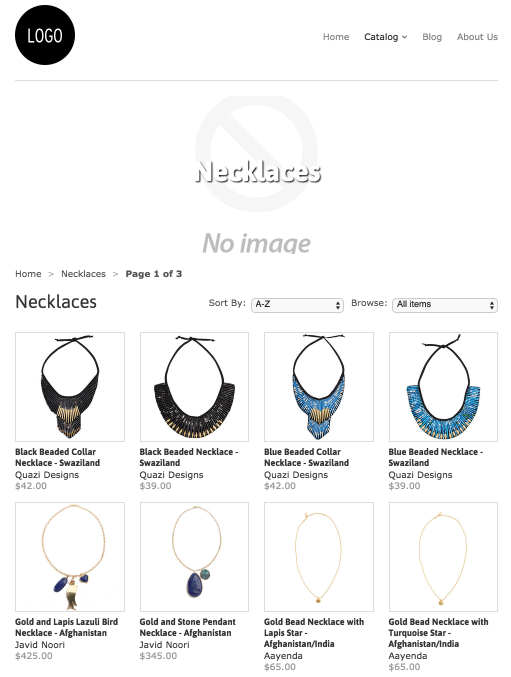 LOGO
Home Catalog Blog About Us
Necklaces
No image
Home > Necklaces > Page 1 of 3
Necklaces
Sort By: A-Z Browse: All items
Black Beaded Collar
Necklace - Swaziland
Quazi Designs
$42.00
Black Beaded Necklace -
Swaziland
Quazi Designs
$39.00
Blue Beaded Collar
Necklace - Swaziland
Quazi Designs
$42.00
Blue Beaded Necklace -
Swaziland
Quazi Designs
$39.00
Gold and Lapis Lazuli Bird
Necklace - Afghanistan
Javid Noori
$425.00
Gold and Stone Pendant
Necklace - Afghanistan
Javid Noori
$345.00
Gold Bead Necklace with
Lapis Star -
Afghanistan/India
Aayenda
$65.00
Gold Bead Necklace with
Turquoise Star -
Afghanistan/India
Aayenda
$65.00